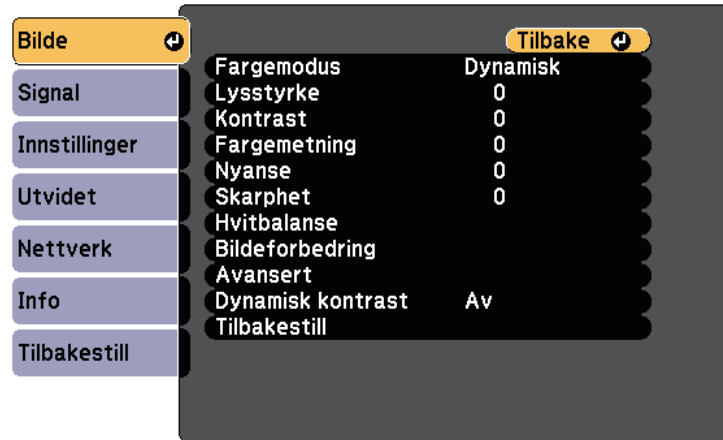 Bilde
Signal
Innstillinger
Utvidet
Nettverk
Info
Tilbakestill
Tilbake
Fargemodus Dynamisk
Lysstyrke 0
Kontrast 0
Fargemetning 0
Nyanse 0
Skarphet 0
Hvitbalanse
Bildeforbedring
Avansert
Dynamisk kontrast Av
Tilbakestill